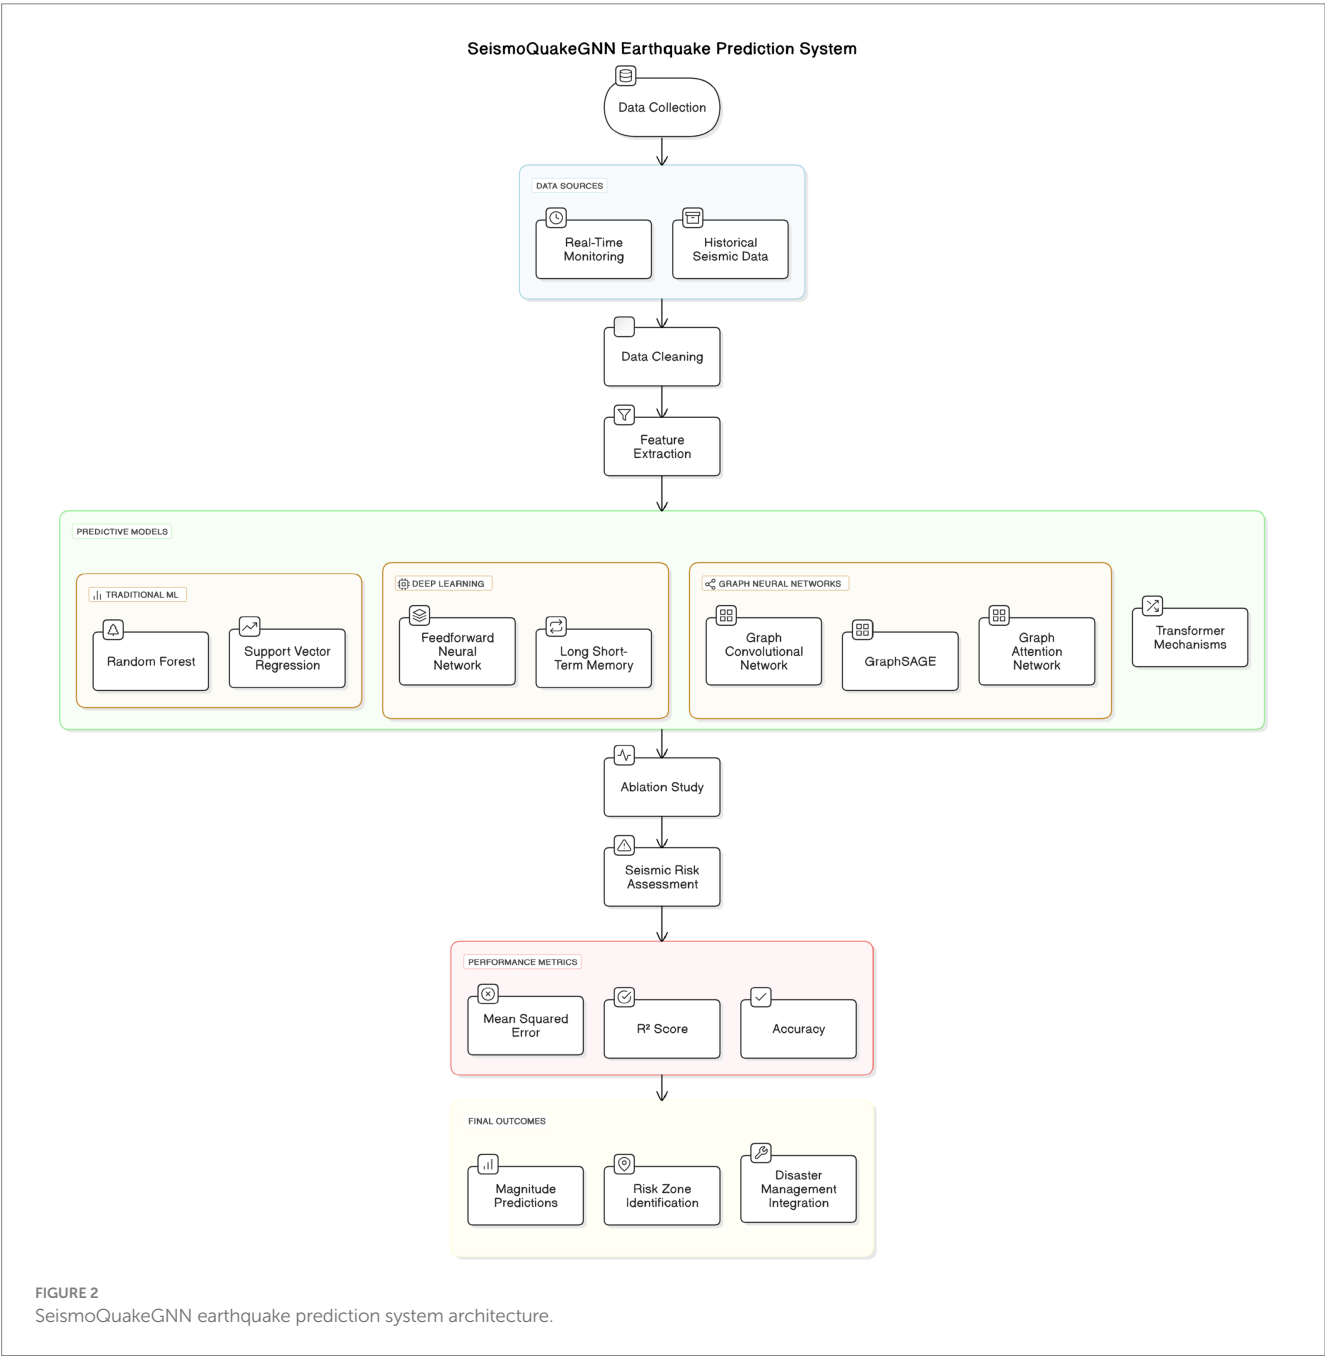 SeismoQuakeGNN Earthquake Prediction System
Data Collection
DATA SOURCES
Real-Time
Monitoring
Historical
Seismic Data
Data Cleaning
Feature
Extraction
PREDICTIVE MODELS
TRADITIONAL ML
Random Forest
Support Vector
Regression
DEEP LEARNING
Feedforward
Neural
Network
Long Short-
Term Memory
GRAPH NEURAL NETWORKS
Graph
Convolutional
Network
GraphSAGE
Graph
Attention
Network
Transformer
Mechanisms
Ablation Study
Seismic Risk
Assessment
PERFORMANCE METRICS
Mean Squared
Error
R² Score
Accuracy
FINAL OUTCOMES
Magnitude
Predictions
Risk Zone
Identification
Disaster
Management
Integration
FIGURE 2
SeismoQuakeGNN earthquake prediction system architecture.